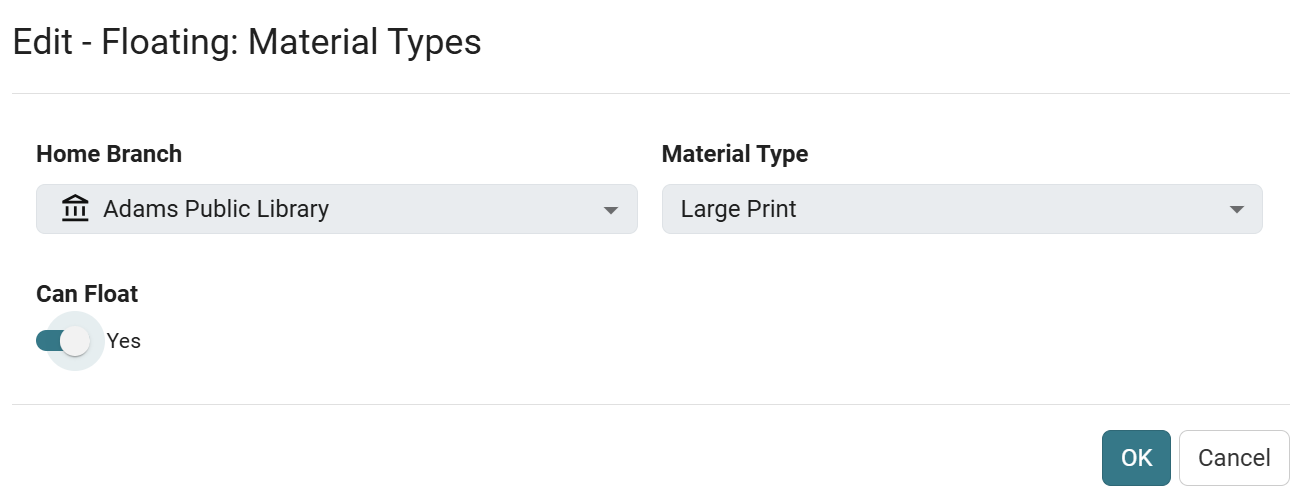 Edit - Floating: Material Types
Home Branch
Material Type
Adams Public Library
Large Print
Can Float
Yes
OK
Cancel